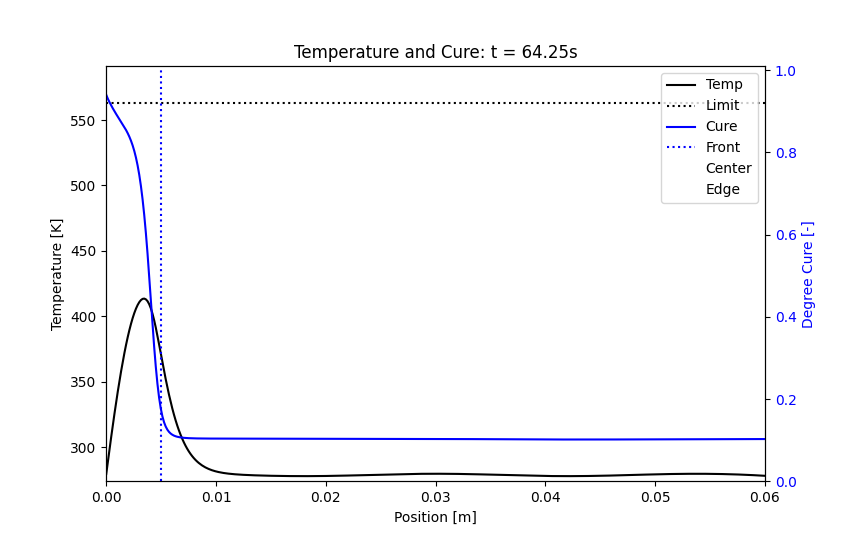 Temperature and Cure: t = 64.25s
Temp
Limit
Cure
Front
Center
Edge
Temperature [K]
550
500
450
400
350
300
Degree Cure [-]
1.0
0.8
0.6
0.4
0.2
0.0
0.00 0.01 0.02 0.03 0.04 0.05 0.06
Position [m]